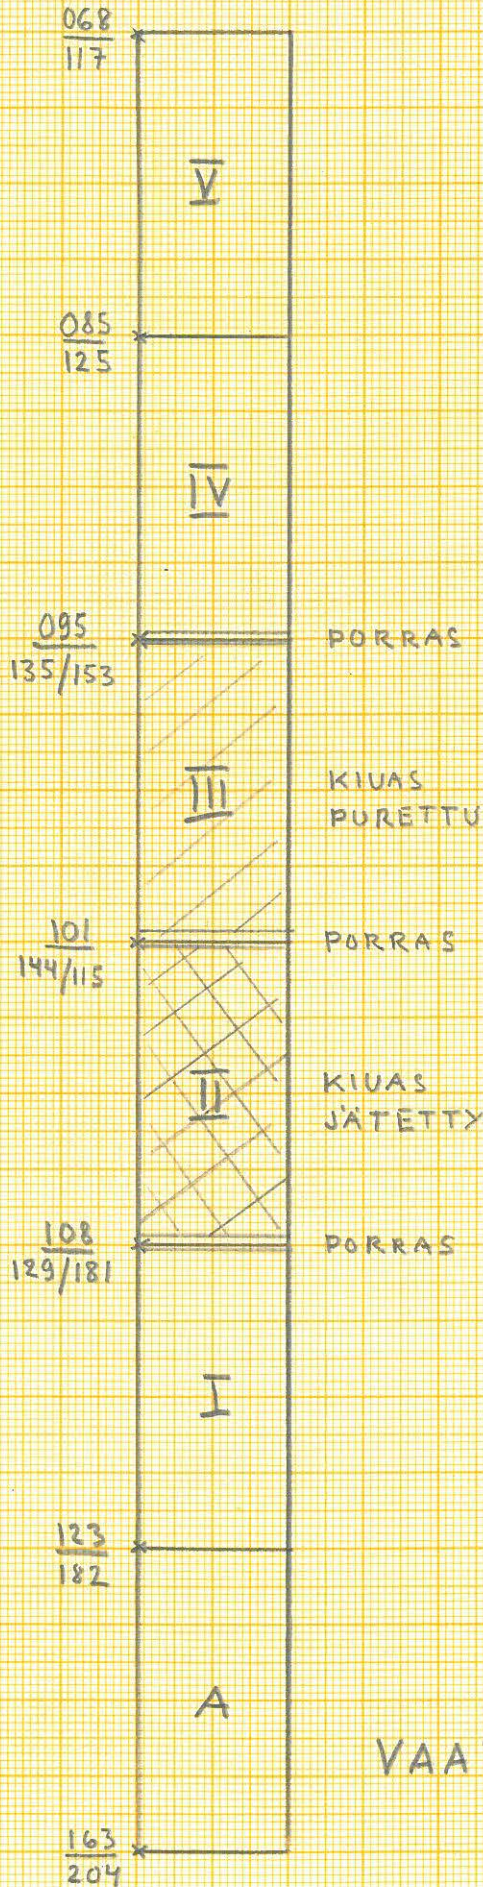 068
117
V
085
125
IV
095
135/153
PORRAS
III
KIUAS
PURETTU
101
144/115
PORRAS
II
KIUAS
JÄTETTY
108
129/181
PORRAS
I
123
182
A
VAA
163
204